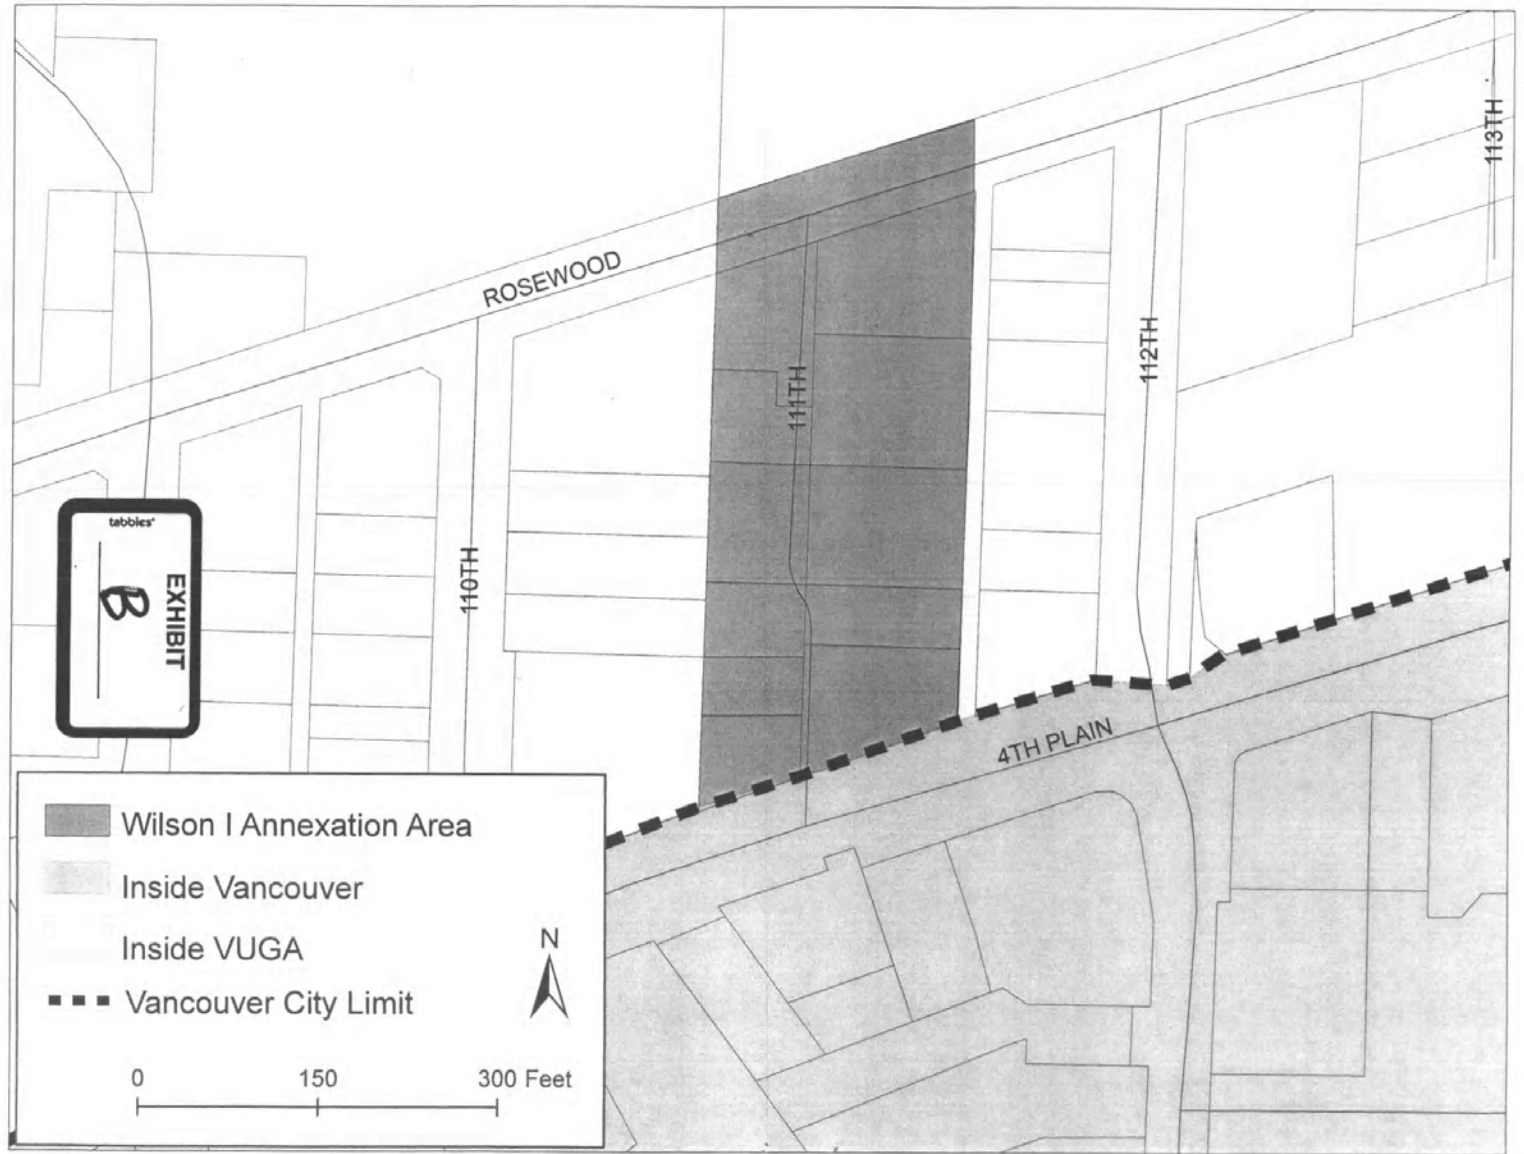 113TH
ROSEWOOD
112TH
111TH
110TH
tabbies®
EXHIBIT
B
4TH PLAIN
Wilson I Annexation Area
Inside Vancouver
Inside VUGA
Vancouver City Limit
N
0 150 300 Feet